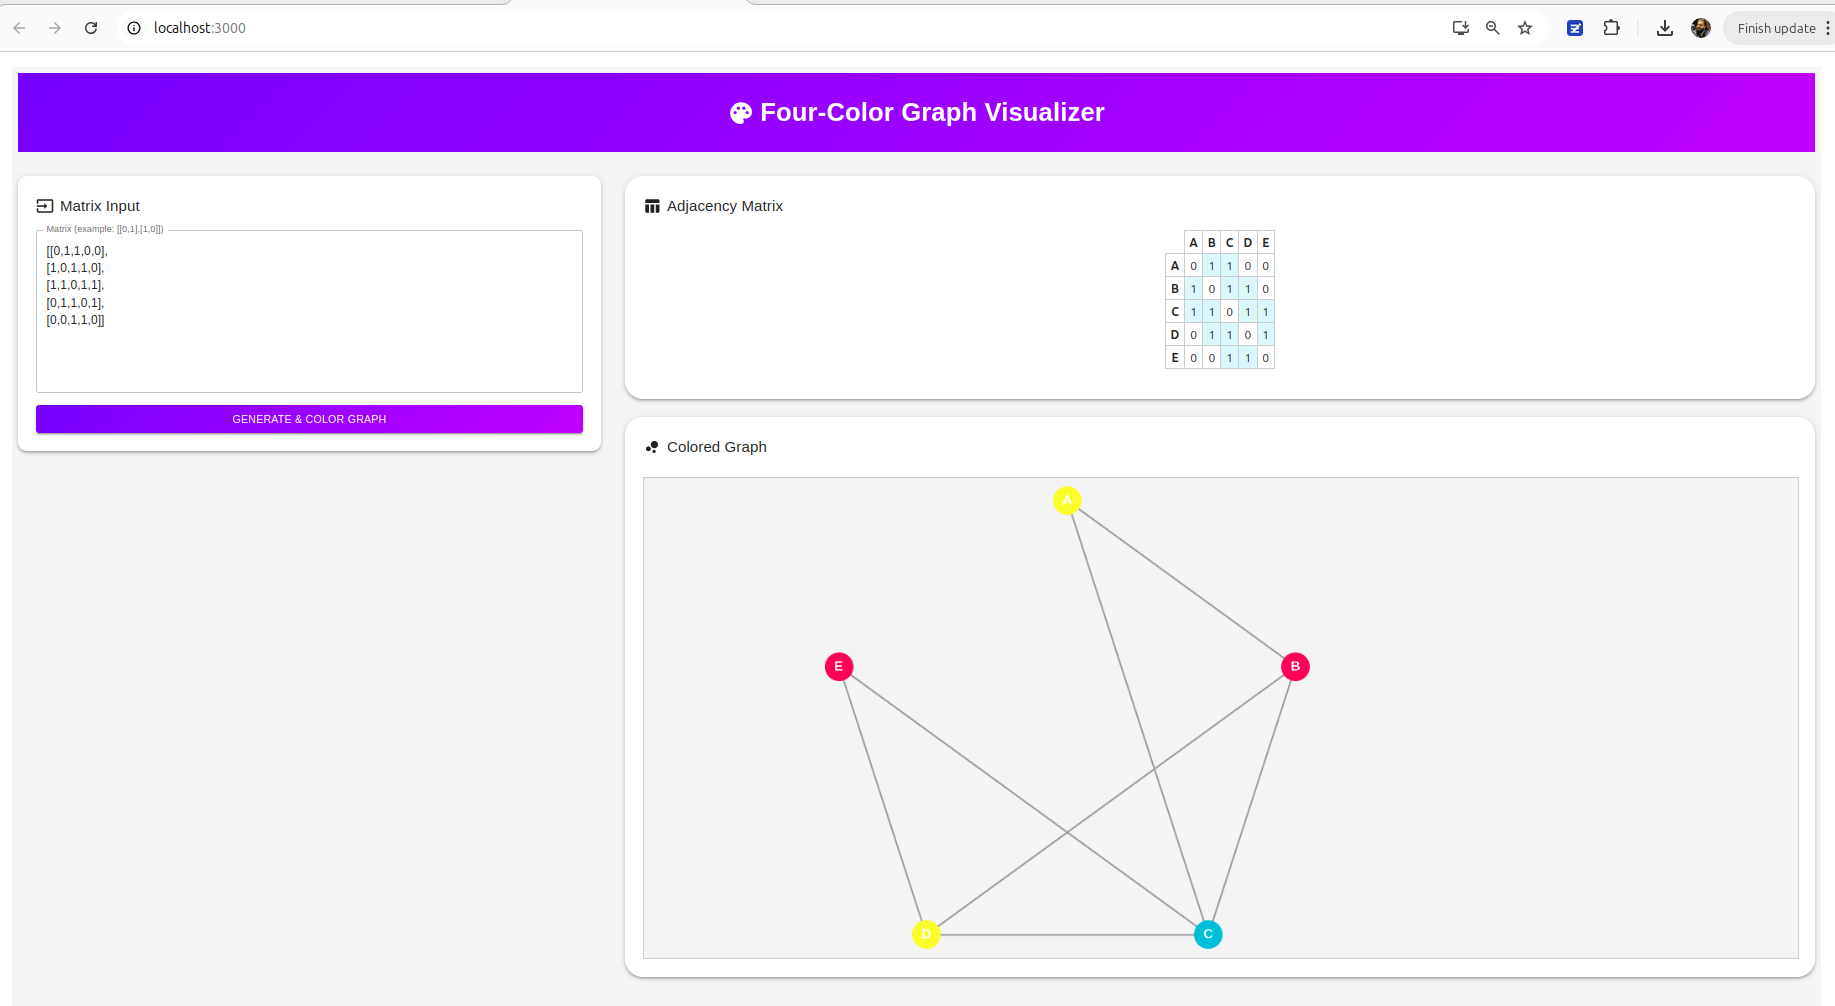 localhost:3000
Finish update
Four-Color Graph Visualizer
Matrix Input
Matrix (example: [[0,1],[1,0]])
[[0,1,1,0,0],
[1,0,1,1,0],
[1,1,0,1,1],
[0,1,1,0,1],
[0,0,1,1,0]]
GENERATE & COLOR GRAPH
Adjacency Matrix
A B C D E
A 0 1 1 0 0
B 1 0 1 1 0
C 1 1 0 1 1
D 0 1 1 0 1
E 0 0 1 1 0
Colored Graph
A
E
B
D
C